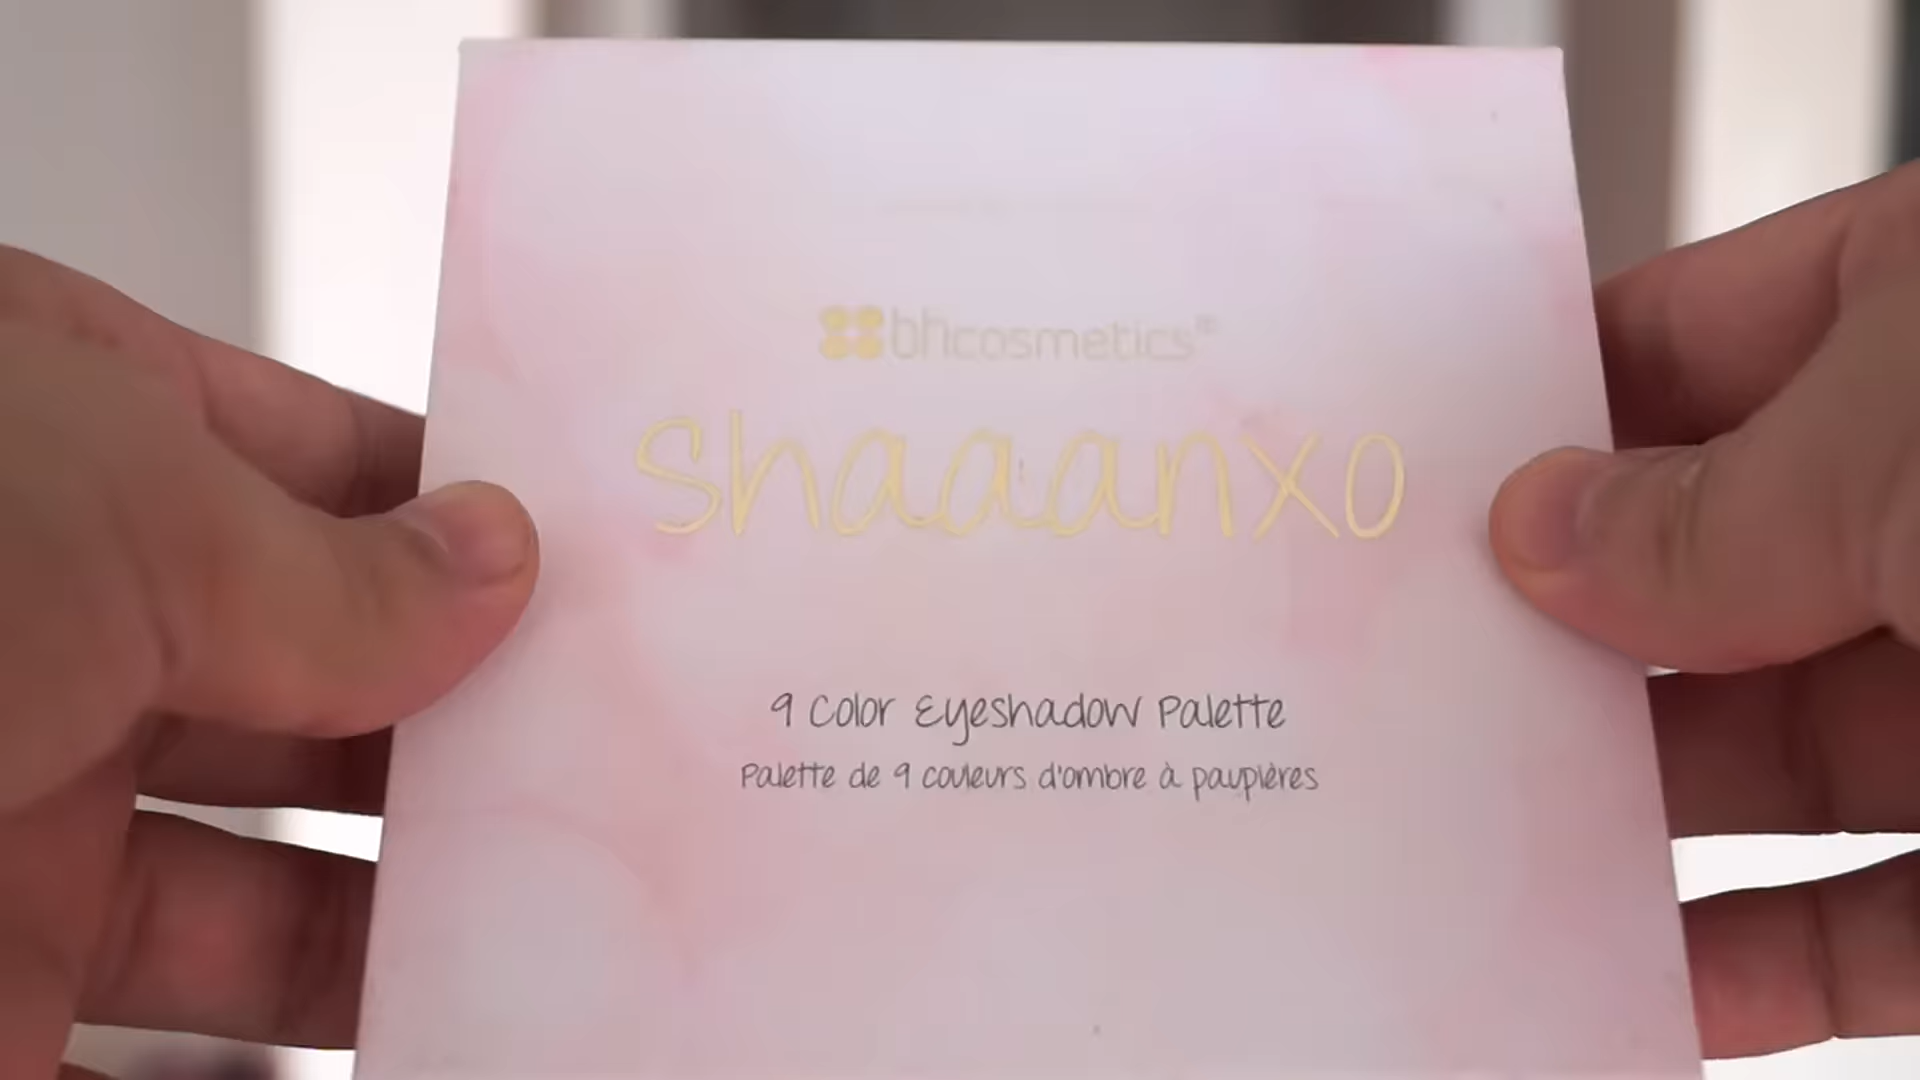 bhcosmetics®
shaaanxo
9 Color Eyeshadow Palette
Palette de 9 couleurs d'ombre à paupières